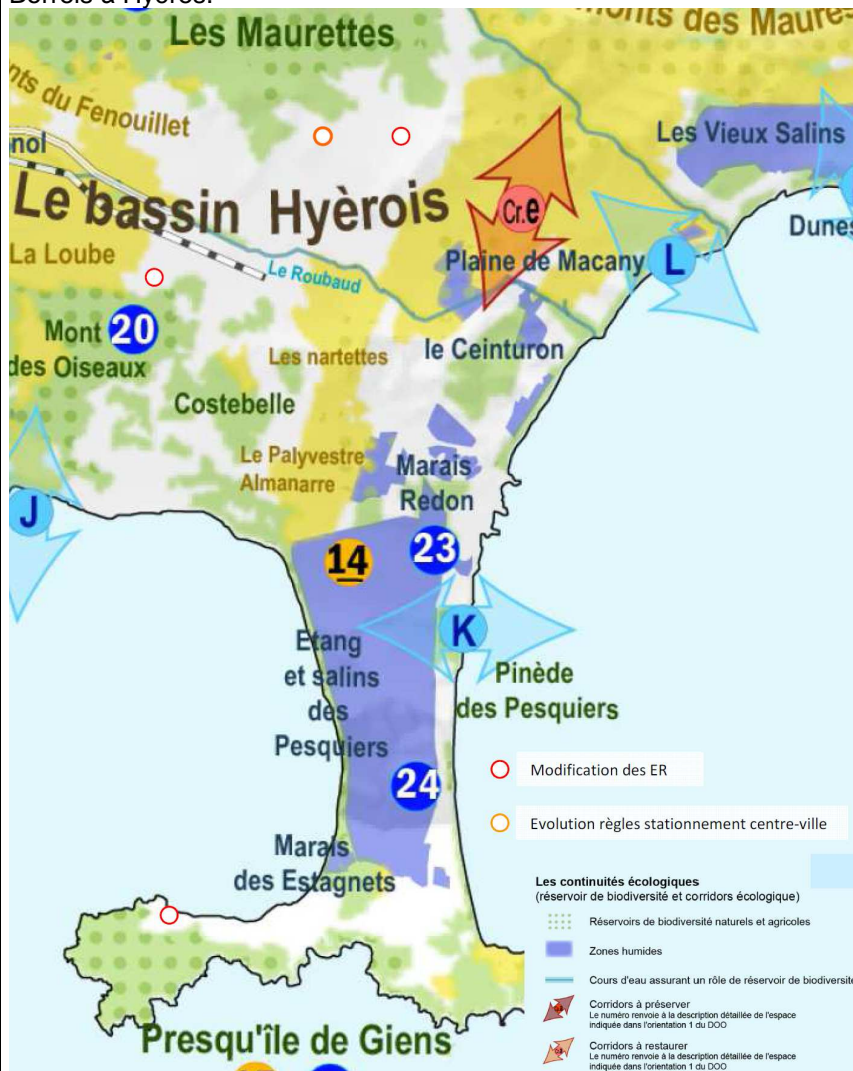 Les Maurettes
monts des Maures
nts du Fenouillet
nol
Les Vieux Salins
Le bassin Hyèrois
Cr.e
Dunes
La Loube
Le Roubaud
Plaine de Macany
L
Mont 20
des Oiseaux
Les nartettes
le Ceinturon
Costebelle
Le Palyvestre
Almanarre
Marais
Redon
J
14
23
K
Etang
et salins
des
Pesquiers
Pinède
des Pesquiers
24
Modification des ER
Evolution règles stationnement centre-ville
Marais
des Estagnets
Les continuités écologiques
(réservoir de biodiversité et corridors écologique)
Réservoirs de biodiversité naturels et agricoles
Zones humides
Cours d'eau assurant un rôle de réservoir de biodiversité
Corridors à préserver
Le numéro renvoie à la description détaillée de l'espace
indiquée dans l'orientation 1 du DOO
Corridors à restaurer
Le numéro renvoie à la description détaillée de l'espace
indiquée dans l'orientation 1 du DOO
Presqu'île de Giens